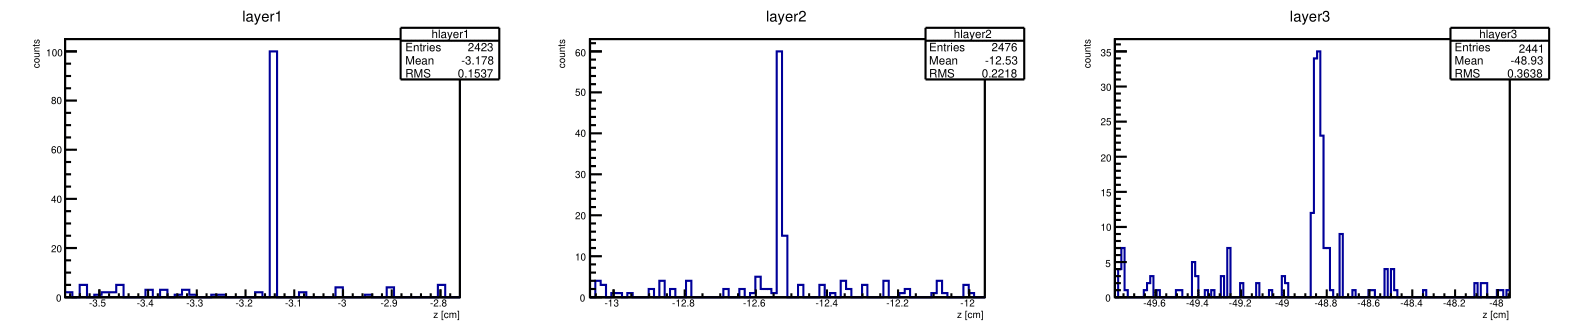 layer1
hlayer1
Entries 2423
Mean -3.178
RMS 0.1537
counts
100
80
60
40
20
0
-3.5 -3.4 -3.3 -3.2 -3.1 -3 -2.9 -2.8
z [cm]
layer2
hlayer2
Entries 2476
Mean -12.53
RMS 0.2218
counts
60
50
40
30
20
10
0
-13 -12.8 -12.6 -12.4 -12.2 -12
z [cm]
layer3
hlayer3
Entries 2441
Mean -48.93
RMS 0.3638
counts
35
30
25
20
15
10
5
0
-49.6 -49.4 -49.2 -49 -48.8 -48.6 -48.4 -48.2 -48
z [cm]